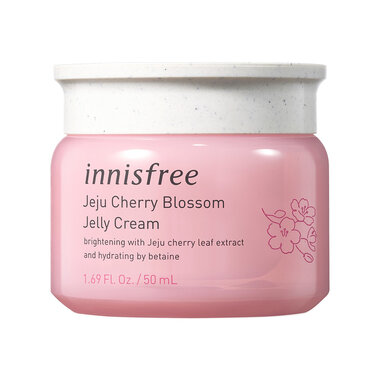 innisfree
Jeju Cherry Blossom
Jelly Cream
brightening with Jeju cherry leaf extract
and hydrating by betaine
1.69 Fl. Oz. / 50 mL